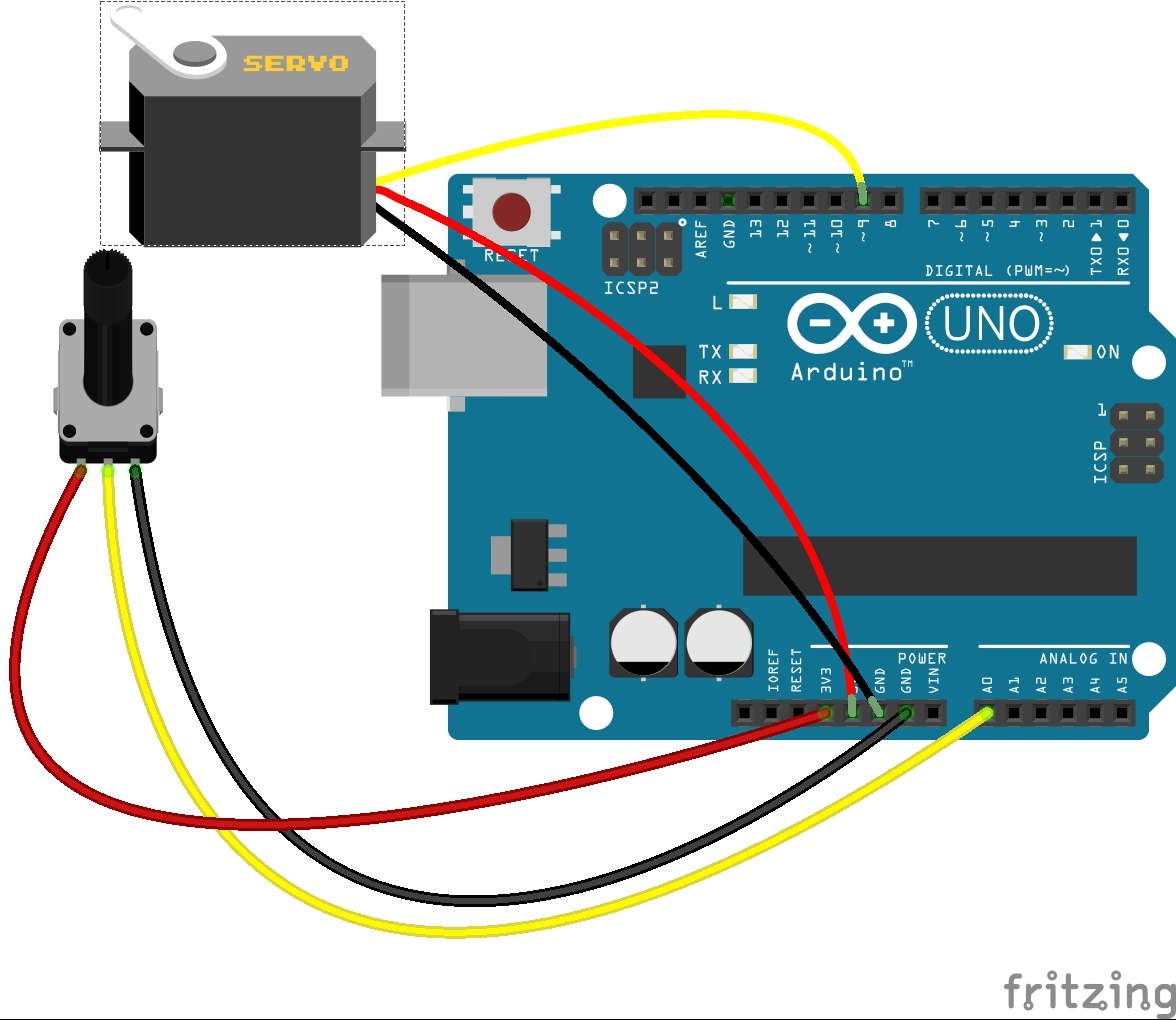 SERVO
RESET
ICSP2
AREF
GND
13
12
~11
~10
~9
8
7
~6
~5
4
~3
2
TX0▶1
RX0◀0
DIGITAL (PWM=~)
L
TX
RX
UNO
Arduino™
ON
1
ICSP
POWER
ANALOG IN
IOREF
RESET
3V3
GND
GND
VIN
A0
A1
A2
A3
A4
A5
fritzing